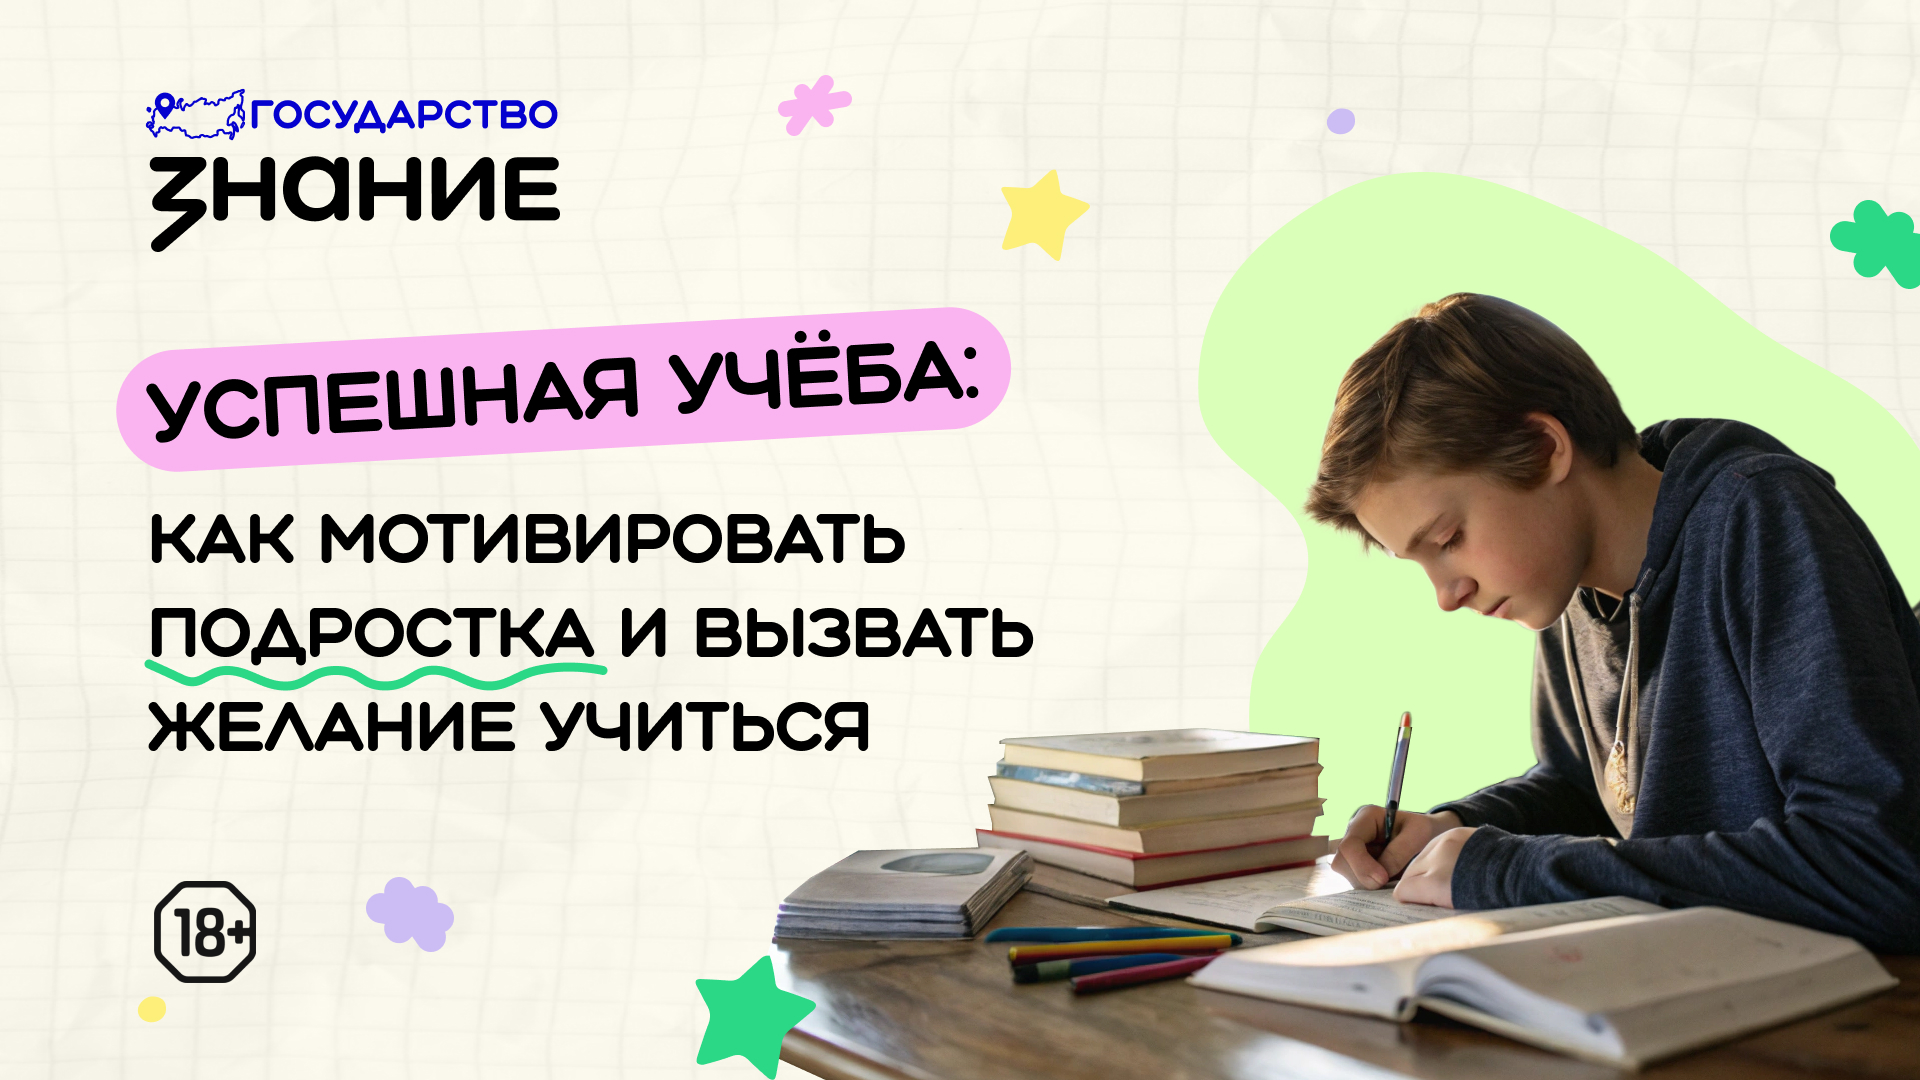 ГОСУДАРСТВО
ЗНАНИЕ
УСПЕШНАЯ УЧЁБА:
КАК МОТИВИРОВАТЬ
ПОДРОСТКА И ВЫЗВАТЬ
ЖЕЛАНИЕ УЧИТЬСЯ
18+